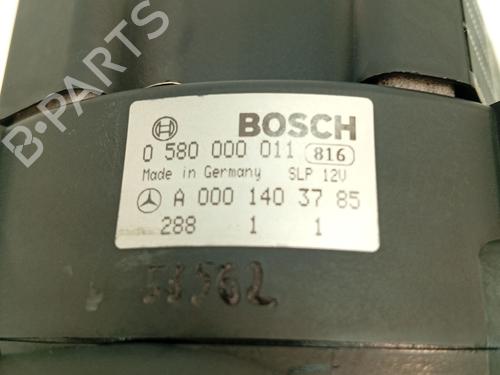 BOSCH
0 580 000 011 816
Made in Germany SLP 12V
A 000 140 37 85
288 1 1
B-PARTS